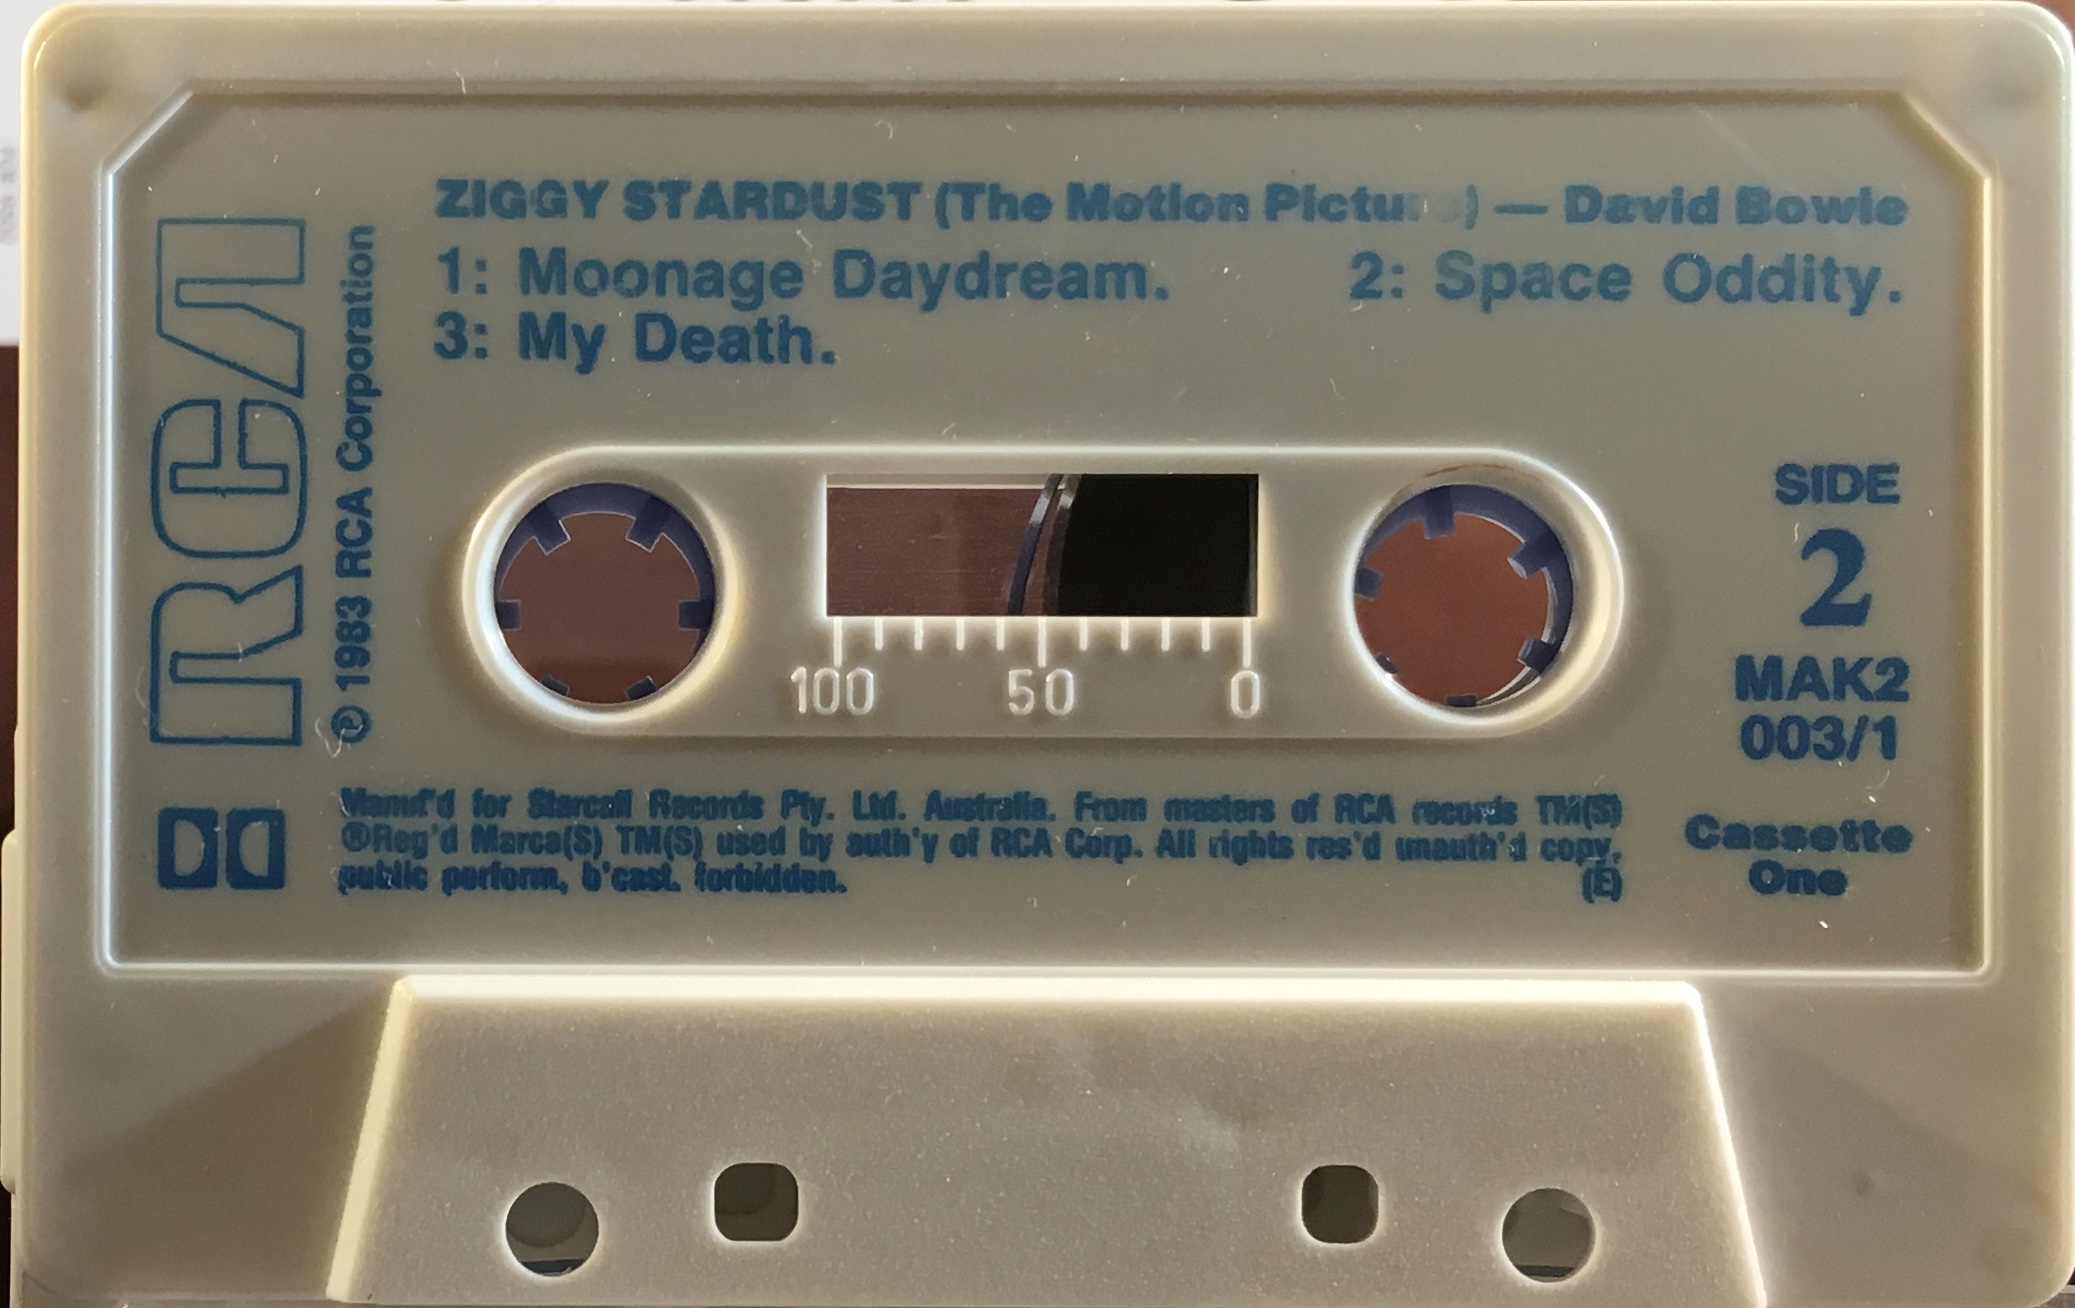 ZIGGY STARDUST (The Motion Picture) — David Bowie
1: Moonage Daydream. 2: Space Oddity.
3: My Death.
RCA
℗ 1983 RCA Corporation
100 50 0
SIDE
2
MAK2
003/1
Cassette
One
Manuf'd for Starcall Records Pty. Ltd. Australia. From masters of RCA records TM(S)
®Reg'd Marca(S) TM(S) used by auth'y of RCA Corp. All rights res'd unauth'd copy,
public perform, b'cast. forbidden. (E)